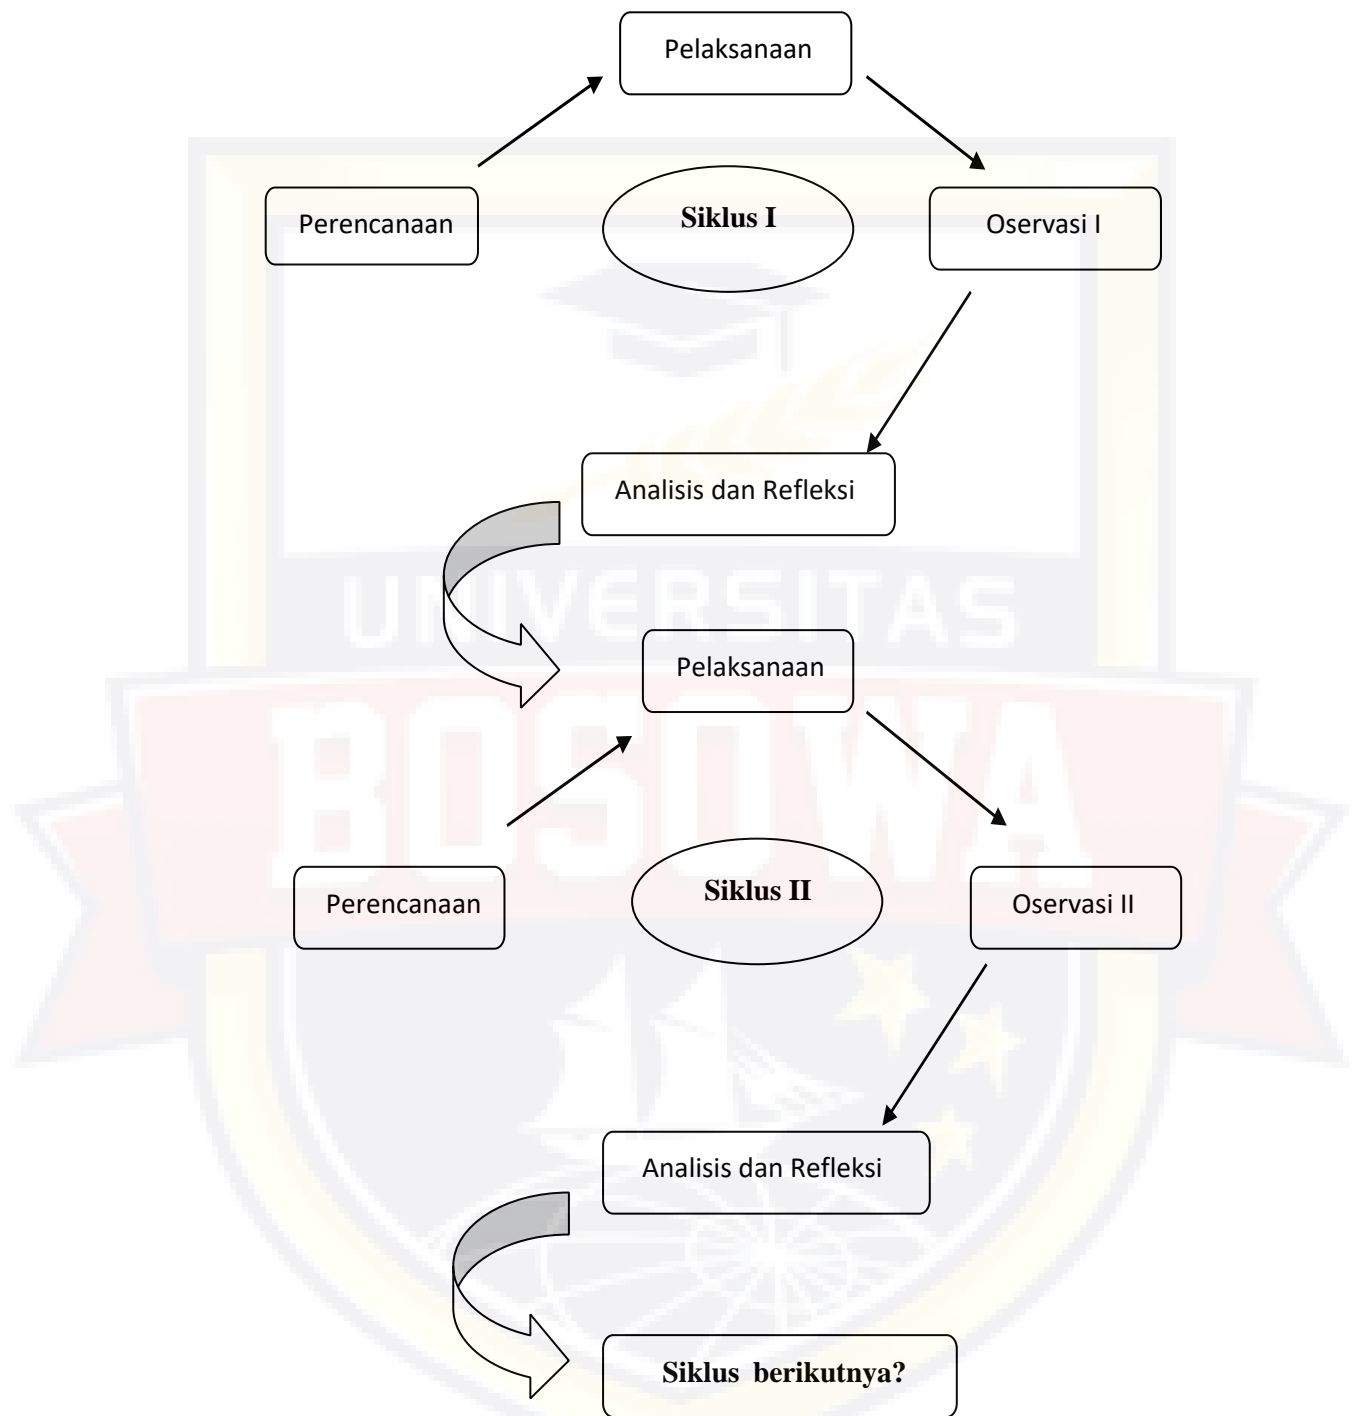 Pelaksanaan
Perencanaan
Siklus I
Oservasi I
Analisis dan Refleksi
UNIVERSITAS
Pelaksanaan
BOSOWA
Perencanaan
Siklus II
Oservasi II
Analisis dan Refleksi
Siklus berikutnya?